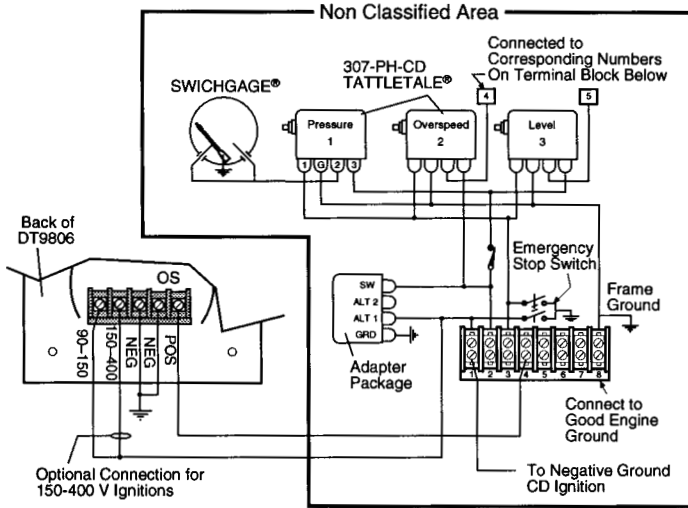 Non Classified Area
Connected to
Corresponding Numbers
On Terminal Block Below
307-PH-CD
TATTLETALE®
SWICHGAGE®
4
5
Pressure
1
Overspeed
2
Level
3
1 G 2 3
Back of
DT9806
OS
90–150
150–400
NEG
NEG
POS
SW
ALT 2
ALT 1
GRD
Adapter
Package
Emergency
Stop Switch
Frame
Ground
1 2 3 4 5 6 7 8
Connect to
Good Engine
Ground
Optional Connection for
150-400 V Ignitions
To Negative Ground
CD Ignition